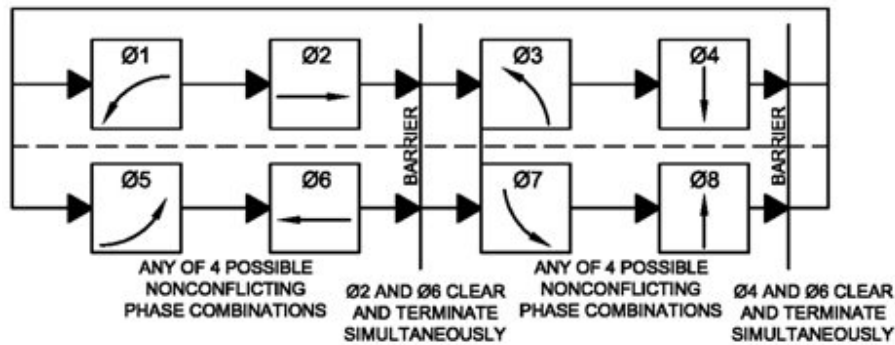 Ø1
Ø2
Ø3
Ø4
BARRIER
BARRIER
Ø5
Ø6
Ø7
Ø8
ANY OF 4 POSSIBLE
NONCONFLICTING
PHASE COMBINATIONS
Ø2 AND Ø6 CLEAR
AND TERMINATE
SIMULTANEOUSLY
ANY OF 4 POSSIBLE
NONCONFLICTING
PHASE COMBINATIONS
Ø4 AND Ø6 CLEAR
AND TERMINATE
SIMULTANEOUSLY